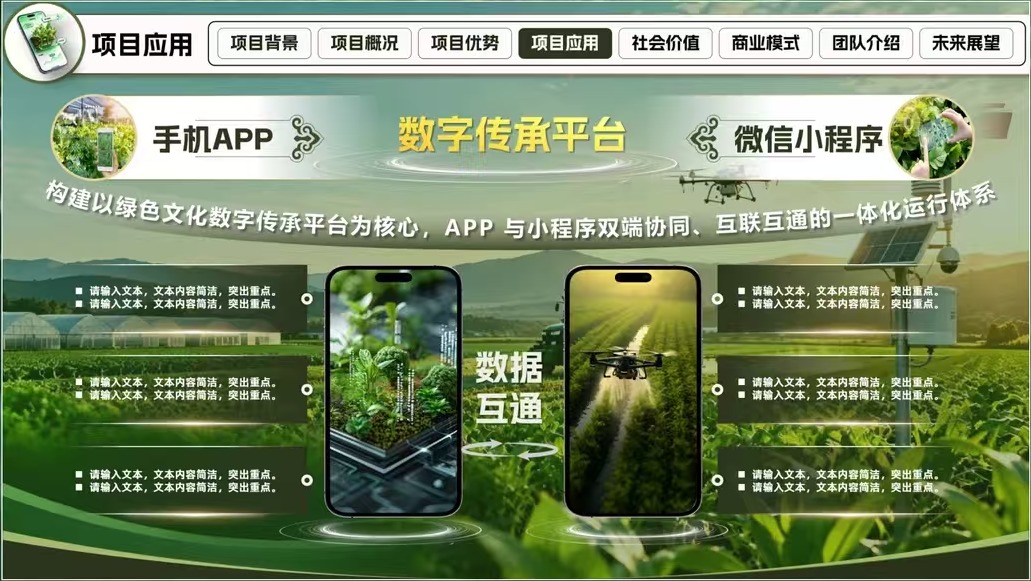 项目应用
项目背景
项目概况
项目优势
项目应用
社会价值
商业模式
团队介绍
未来展望
手机APP
数字传承平台
微信小程序
构建以绿色文化数字传承平台为核心，APP 与小程序双端协同、互联互通的一体化运行体系
■ 请输入文本，文本内容简洁，突出重点。
■ 请输入文本，文本内容简洁，突出重点。
■ 请输入文本，文本内容简洁，突出重点。
■ 请输入文本，文本内容简洁，突出重点。
■ 请输入文本，文本内容简洁，突出重点。
■ 请输入文本，文本内容简洁，突出重点。
数据
互通
■ 请输入文本，文本内容简洁，突出重点。
■ 请输入文本，文本内容简洁，突出重点。
■ 请输入文本，文本内容简洁，突出重点。
■ 请输入文本，文本内容简洁，突出重点。
■ 请输入文本，文本内容简洁，突出重点。
■ 请输入文本，文本内容简洁，突出重点。